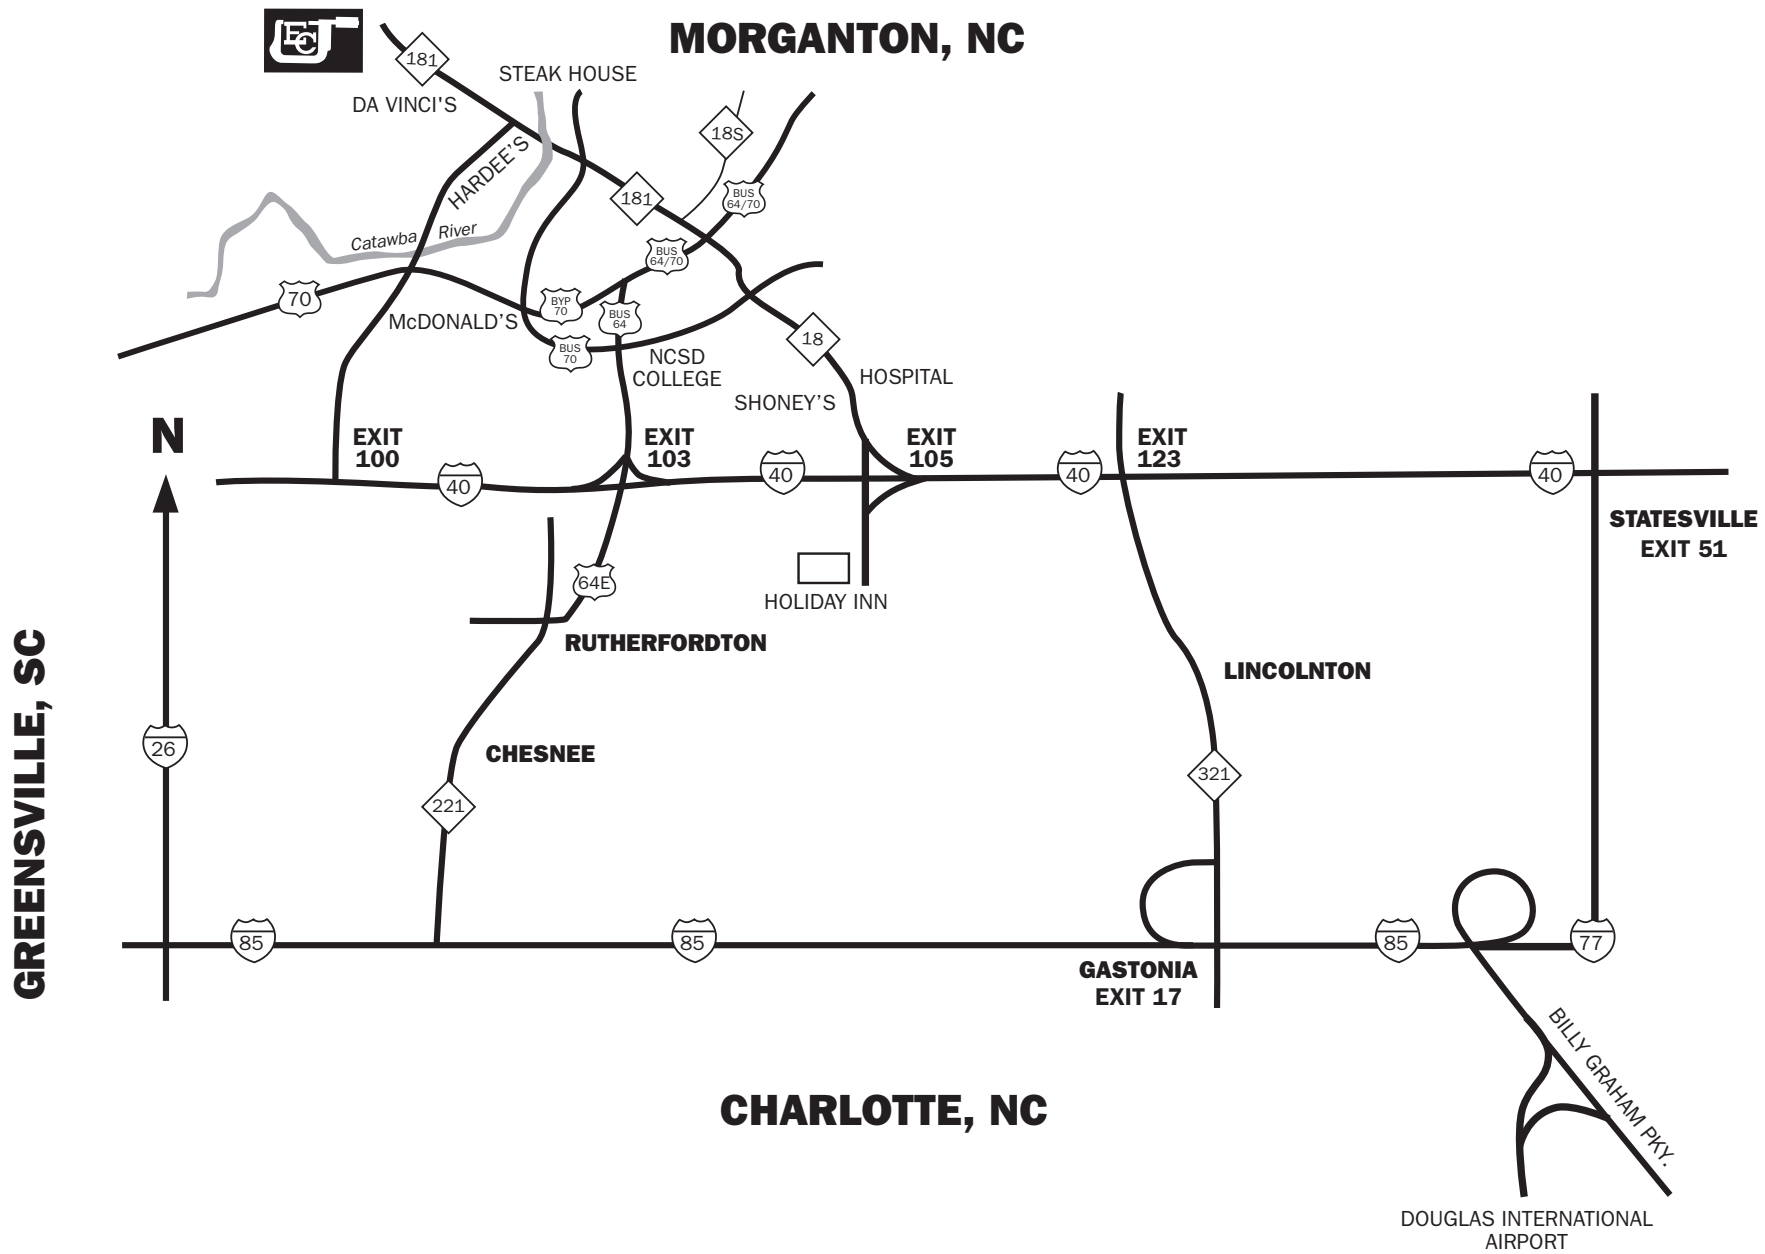 EC
MORGANTON, NC
181
STEAK HOUSE
DA VINCI'S
18S
HARDEE'S
181
BUS
64/70
Catawba River
BUS
64/70
70
BYP
70
McDONALD'S
BUS
64
BUS
70
18
NCSD
COLLEGE
HOSPITAL
SHONEY'S
N
EXIT
100
EXIT
103
EXIT
105
EXIT
123
40
40
40
40
STATESVILLE
EXIT 51
64E
HOLIDAY INN
RUTHERFORDTON
LINCOLNTON
GREENSVILLE, SC
26
CHESNEE
321
221
85
85
85
77
GASTONIA
EXIT 17
BILLY GRAHAM PKY.
CHARLOTTE, NC
DOUGLAS INTERNATIONAL
AIRPORT